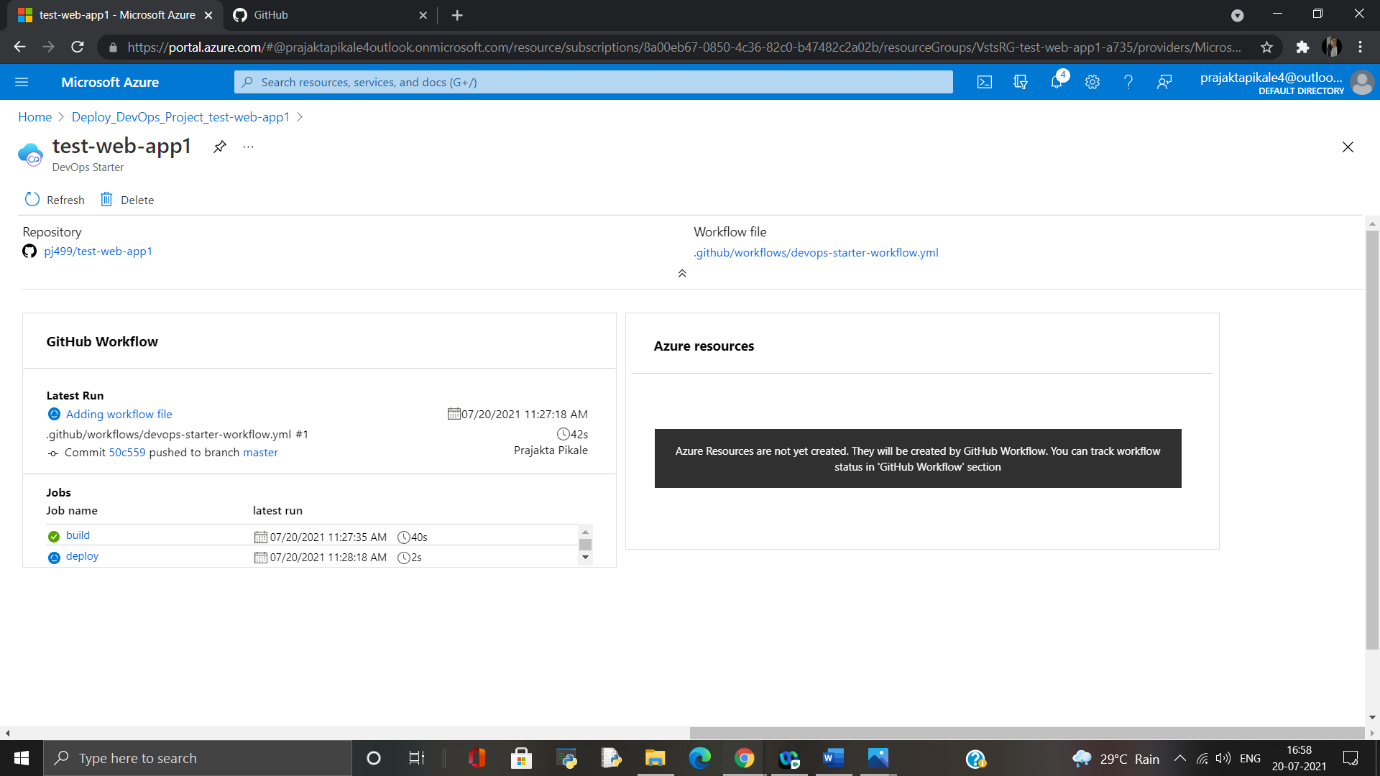 test-web-app1 - Microsoft Azure
GitHub
https://portal.azure.com/#@prajaktapikale4outlook.onmicrosoft.com/resource/subscriptions/8a00eb67-0850-4c36-82c0-b47482c2a02b/resourceGroups/VstsRG-test-web-app1-a735/providers/Micros...
Microsoft Azure
Search resources, services, and docs (G+/)
4
prajaktapikale4@outloo...
DEFAULT DIRECTORY
Home > Deploy_DevOps_Project_test-web-app1 >
test-web-app1
...
DevOps Starter
Refresh
Delete
Repository
pj499/test-web-app1
Workflow file
.github/workflows/devops-starter-workflow.yml
GitHub Workflow
Latest Run
Adding workflow file
07/20/2021 11:27:18 AM
.github/workflows/devops-starter-workflow.yml #1
42s
Commit 50c559 pushed to branch master
Prajakta Pikale
Jobs
Job name
latest run
build
07/20/2021 11:27:35 AM
40s
deploy
07/20/2021 11:28:18 AM
2s
Azure resources
Azure Resources are not yet created. They will be created by GitHub Workflow. You can track workflow
status in 'GitHub Workflow' section
Type here to search
29°C Rain
ENG
16:58
20-07-2021